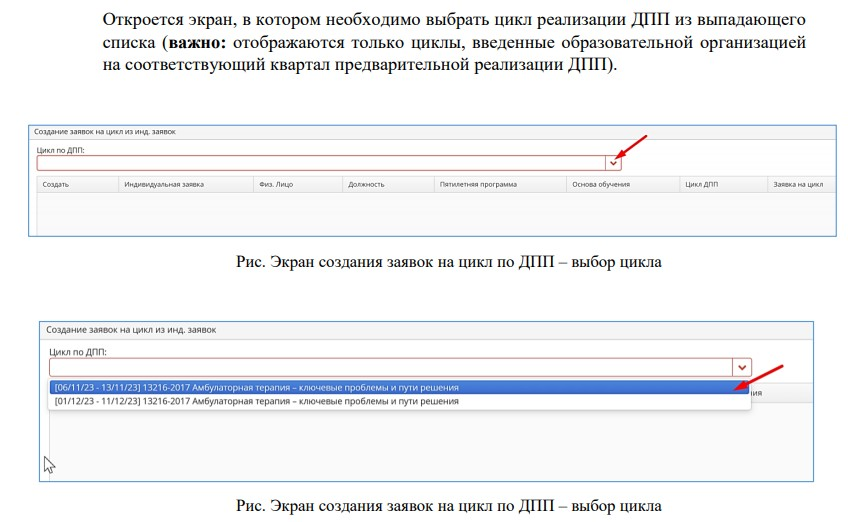 Откроется экран, в котором необходимо выбрать цикл реализации ДПП из выпадающего
списка (важно: отображаются только циклы, введенные образовательной организацией
на соответствующий квартал предварительной реализации ДПП).
Создание заявок на цикл из инд. заявок
Цикл по ДПП:
Создать Индивидуальная заявка Физ. Лицо Должность Пятилетняя программа Основа обучения Цикл ДПП Заявка на цикл
Рис. Экран создания заявок на цикл по ДПП – выбор цикла
Создание заявок на цикл из инд. заявок
Цикл по ДПП:
[06/11/23 - 13/11/23] 13216-2017 Амбулаторная терапия – ключевые проблемы и пути решения
[01/12/23 - 11/12/23] 13216-2017 Амбулаторная терапия – ключевые проблемы и пути решения
Рис. Экран создания заявок на цикл по ДПП – выбор цикла